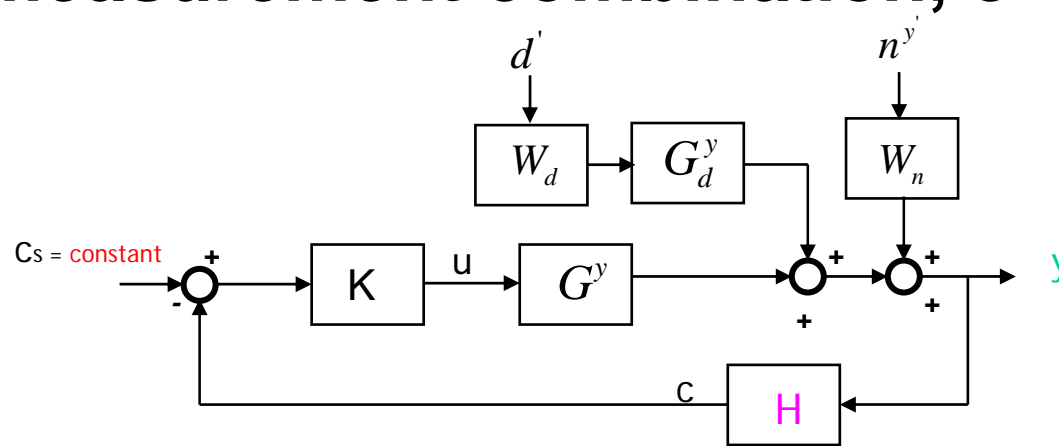 d'
n^{y'}
W_d
G_d^y
W_n
Cs = constant
+
-
K
u
G^y
+
+
+
+
y
c
H